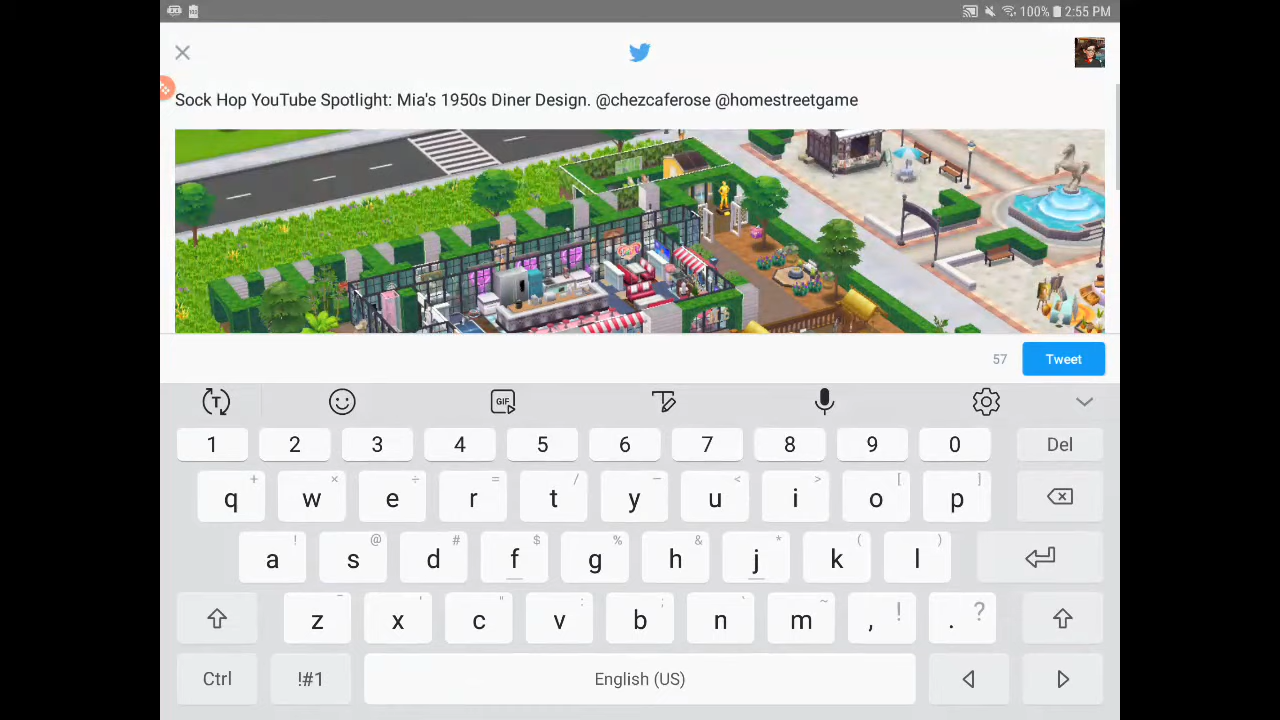 100% 2:55 PM
Sock Hop YouTube Spotlight: Mia's 1950s Diner Design. @chezcaferose @homestreetgame
57 Tweet
T GIF T
1 2 3 4 5 6 7 8 9 0 Del
+ × ÷ = / _ < > [ ]
q w e r t y u i o p
! @ # $ % & * ( )
a s d f g h j k l
- ' " : ; ` ~ ! ?
z x c v b n m , .
Ctrl !#1 English (US)